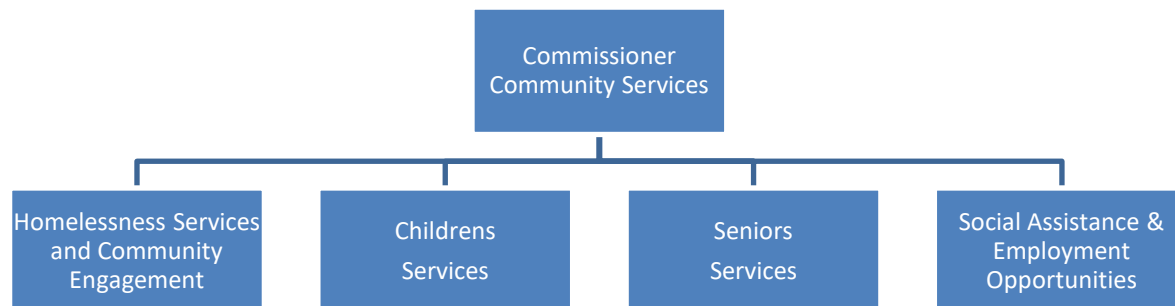 Commissioner
Community Services
Homelessness Services
and Community
Engagement
Childrens
Services
Seniors
Services
Social Assistance &
Employment
Opportunities